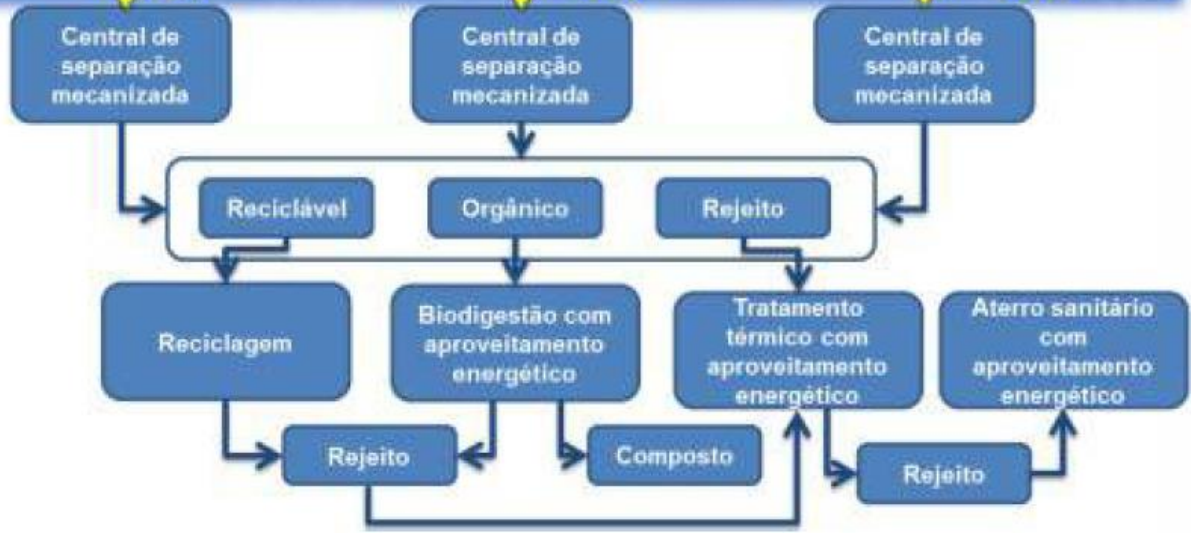 Central de
separação
mecanizada
Central de
separação
mecanizada
Central de
separação
mecanizada
Reciclável
Orgânico
Rejeito
Reciclagem
Biodigestão com
aproveitamento
energético
Tratamento
térmico com
aproveitamento
energético
Aterro sanitário
com
aproveitamento
energético
Rejeito
Composto
Rejeito